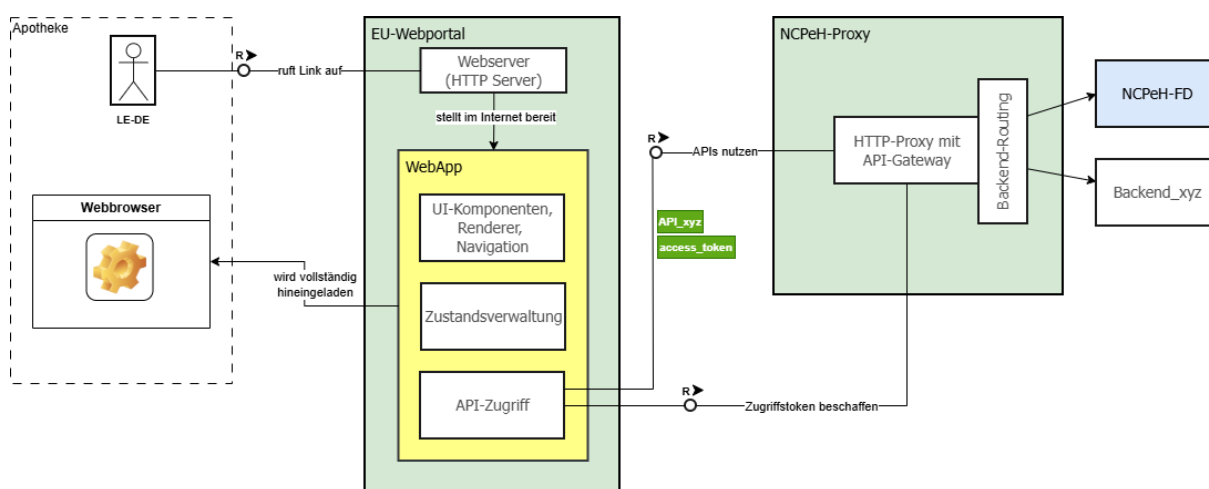 Apotheke
LE-DE
R
ruft Link auf
Webbrowser
EU-Webportal
Webserver
(HTTP Server)
stellt im Internet bereit
WebApp
UI-Komponenten,
Renderer,
Navigation
wird vollständig
hineingeladen
Zustandsverwaltung
API-Zugriff
R
APIs nutzen
API_xyz
access_token
R
Zugriffstoken beschaffen
NCPeH-Proxy
HTTP-Proxy mit
API-Gateway
Backend-Routing
NCPeH-FD
Backend_xyz